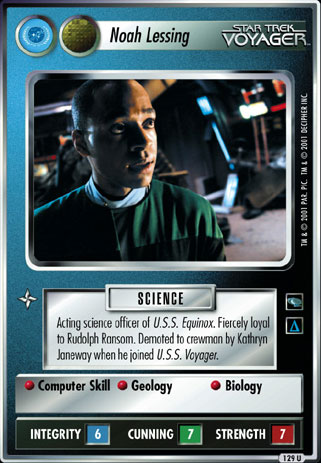 Noah Lessing
STAR TREK
VOYAGER™
TM & © 2001 PAR. PIC. TM & © 2001 DECIPHER INC.
SCIENCE
Acting science officer of U.S.S. Equinox. Fiercely loyal
to Rudolph Ransom. Demoted to crewman by Kathryn
Janeway when he joined U.S.S. Voyager.
Computer Skill Geology Biology
INTEGRITY 6 CUNNING 7 STRENGTH 7
129 U